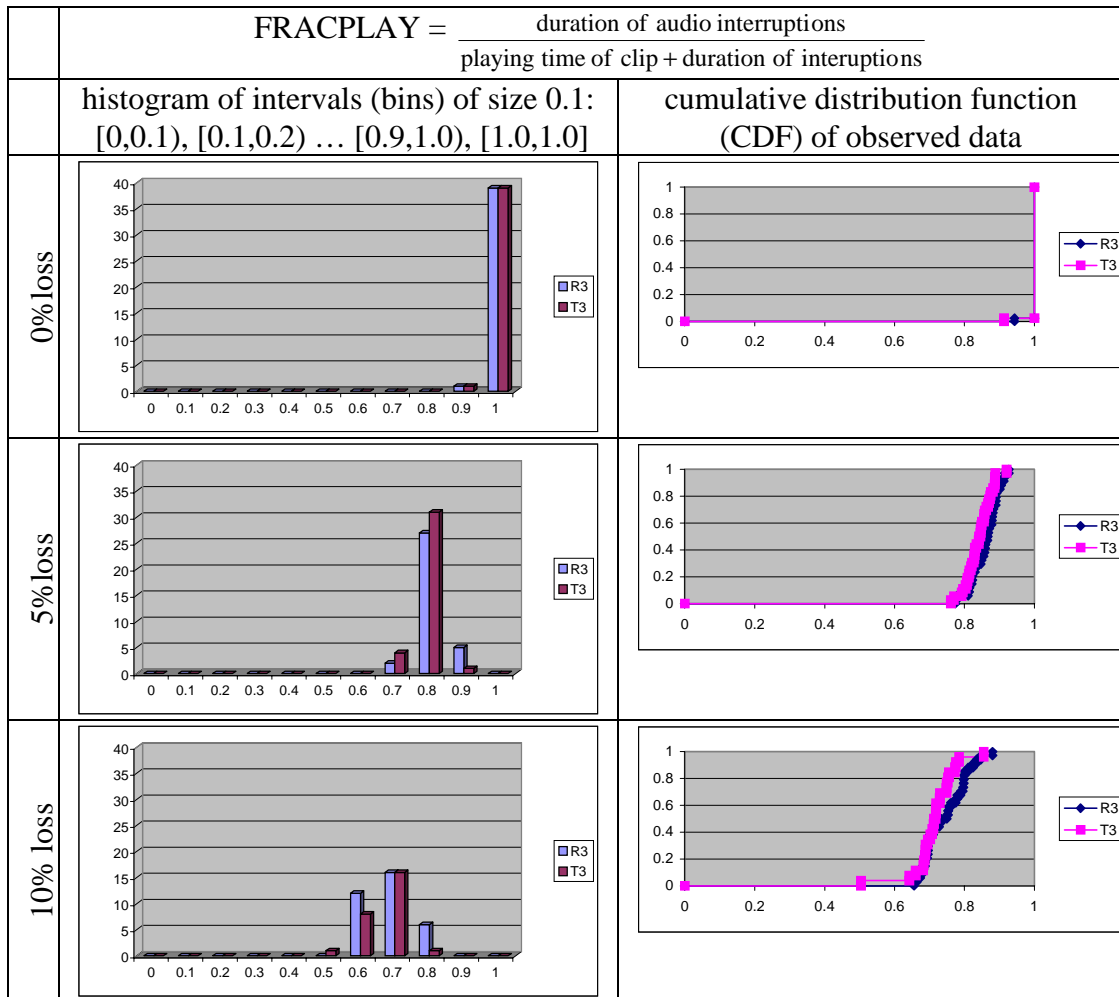 FRACPLAY = duration of audio interruptions
playing time of clip + duration of interuptions
histogram of intervals (bins) of size 0.1:
[0,0.1), [0.1,0.2) … [0.9,1.0), [1.0,1.0]
cumulative distribution function
(CDF) of observed data
0% loss
40
35
30
25
20
15
10
5
0
0 0.1 0.2 0.3 0.4 0.5 0.6 0.7 0.8 0.9 1
R3
T3
1
0.8
0.6
0.4
0.2
0
0 0.2 0.4 0.6 0.8 1
R3
T3
5% loss
40
35
30
25
20
15
10
5
0
0 0.1 0.2 0.3 0.4 0.5 0.6 0.7 0.8 0.9 1
R3
T3
1
0.8
0.6
0.4
0.2
0
0 0.2 0.4 0.6 0.8 1
R3
T3
10% loss
40
35
30
25
20
15
10
5
0
0 0.1 0.2 0.3 0.4 0.5 0.6 0.7 0.8 0.9 1
R3
T3
1
0.8
0.6
0.4
0.2
0
0 0.2 0.4 0.6 0.8 1
R3
T3